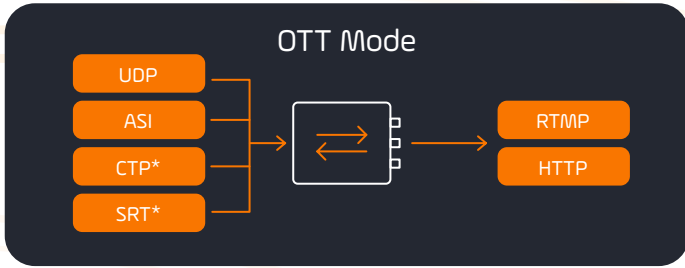 OTT Mode
UDP
ASI
CTP*
SRT*
RTMP
HTTP